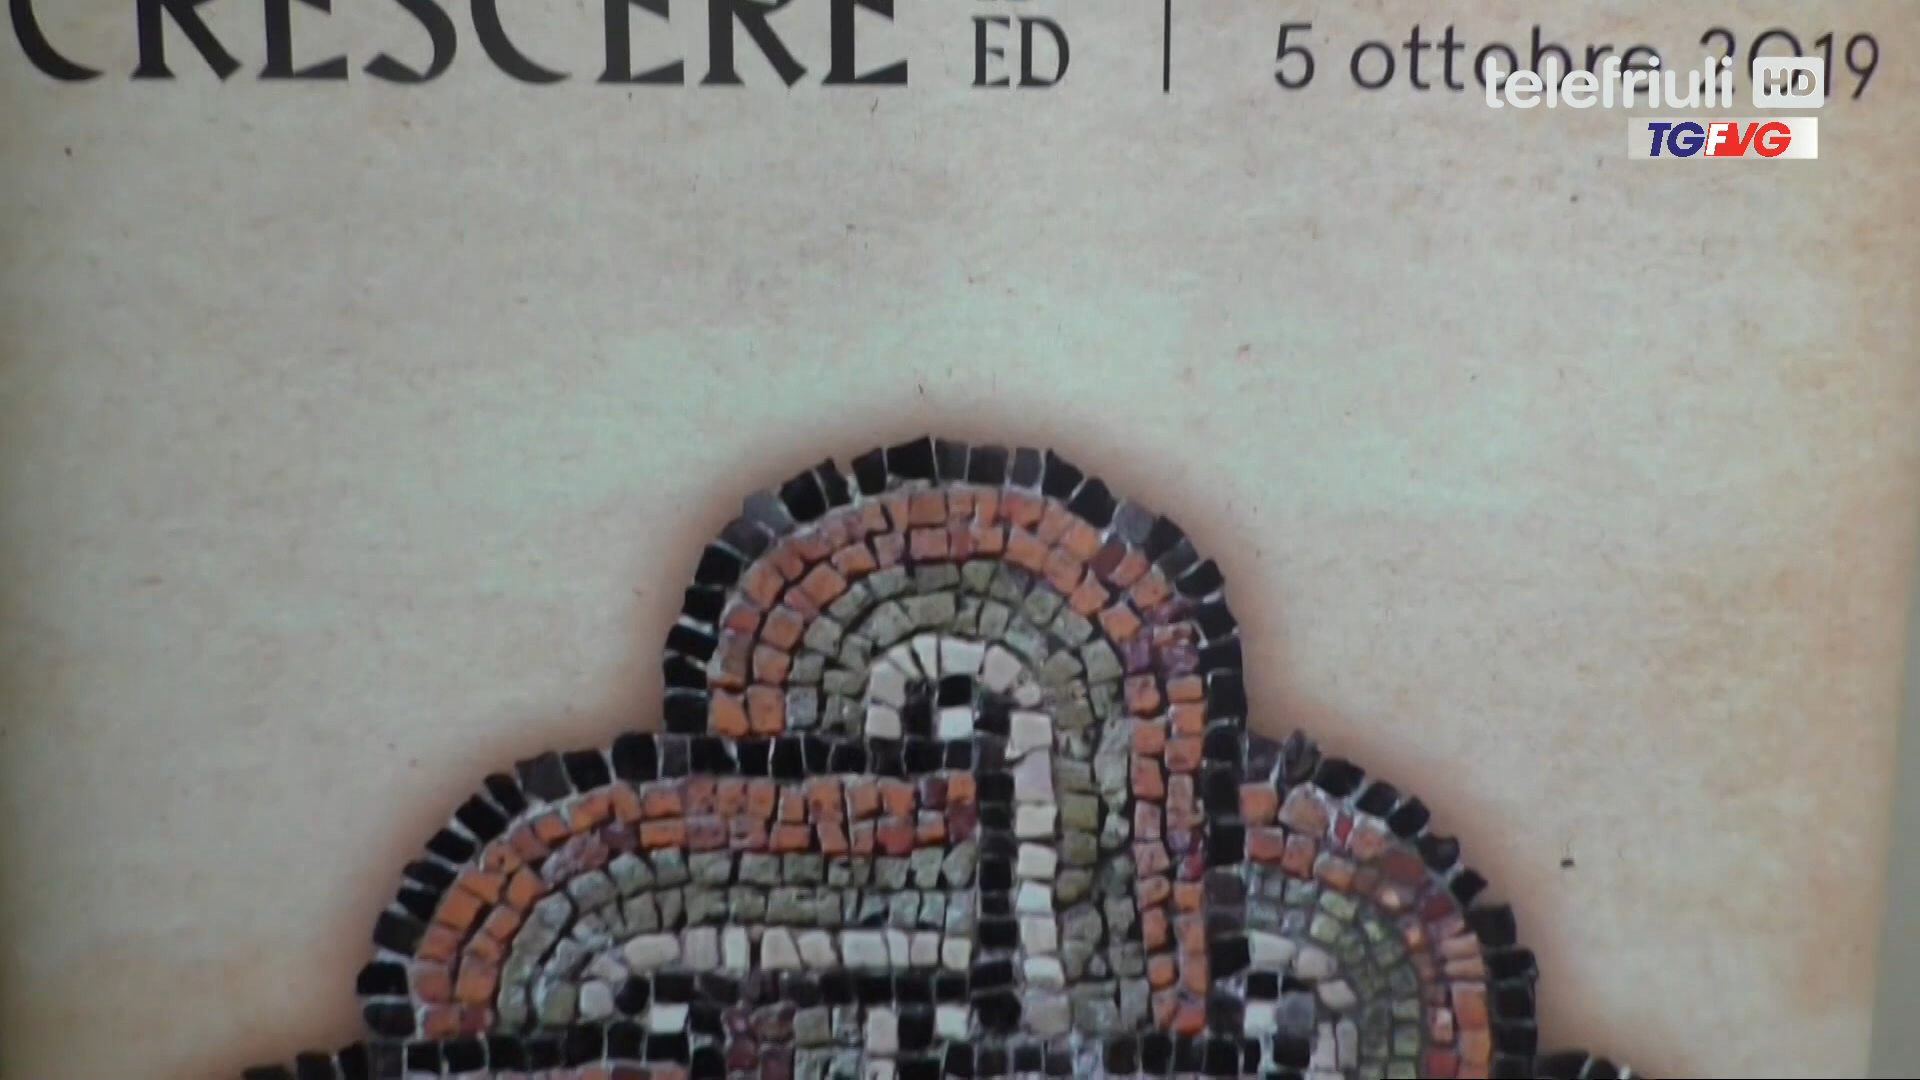 CRESCERE
ED
5 ottobre 2019
telefriuli HD
TGFVG